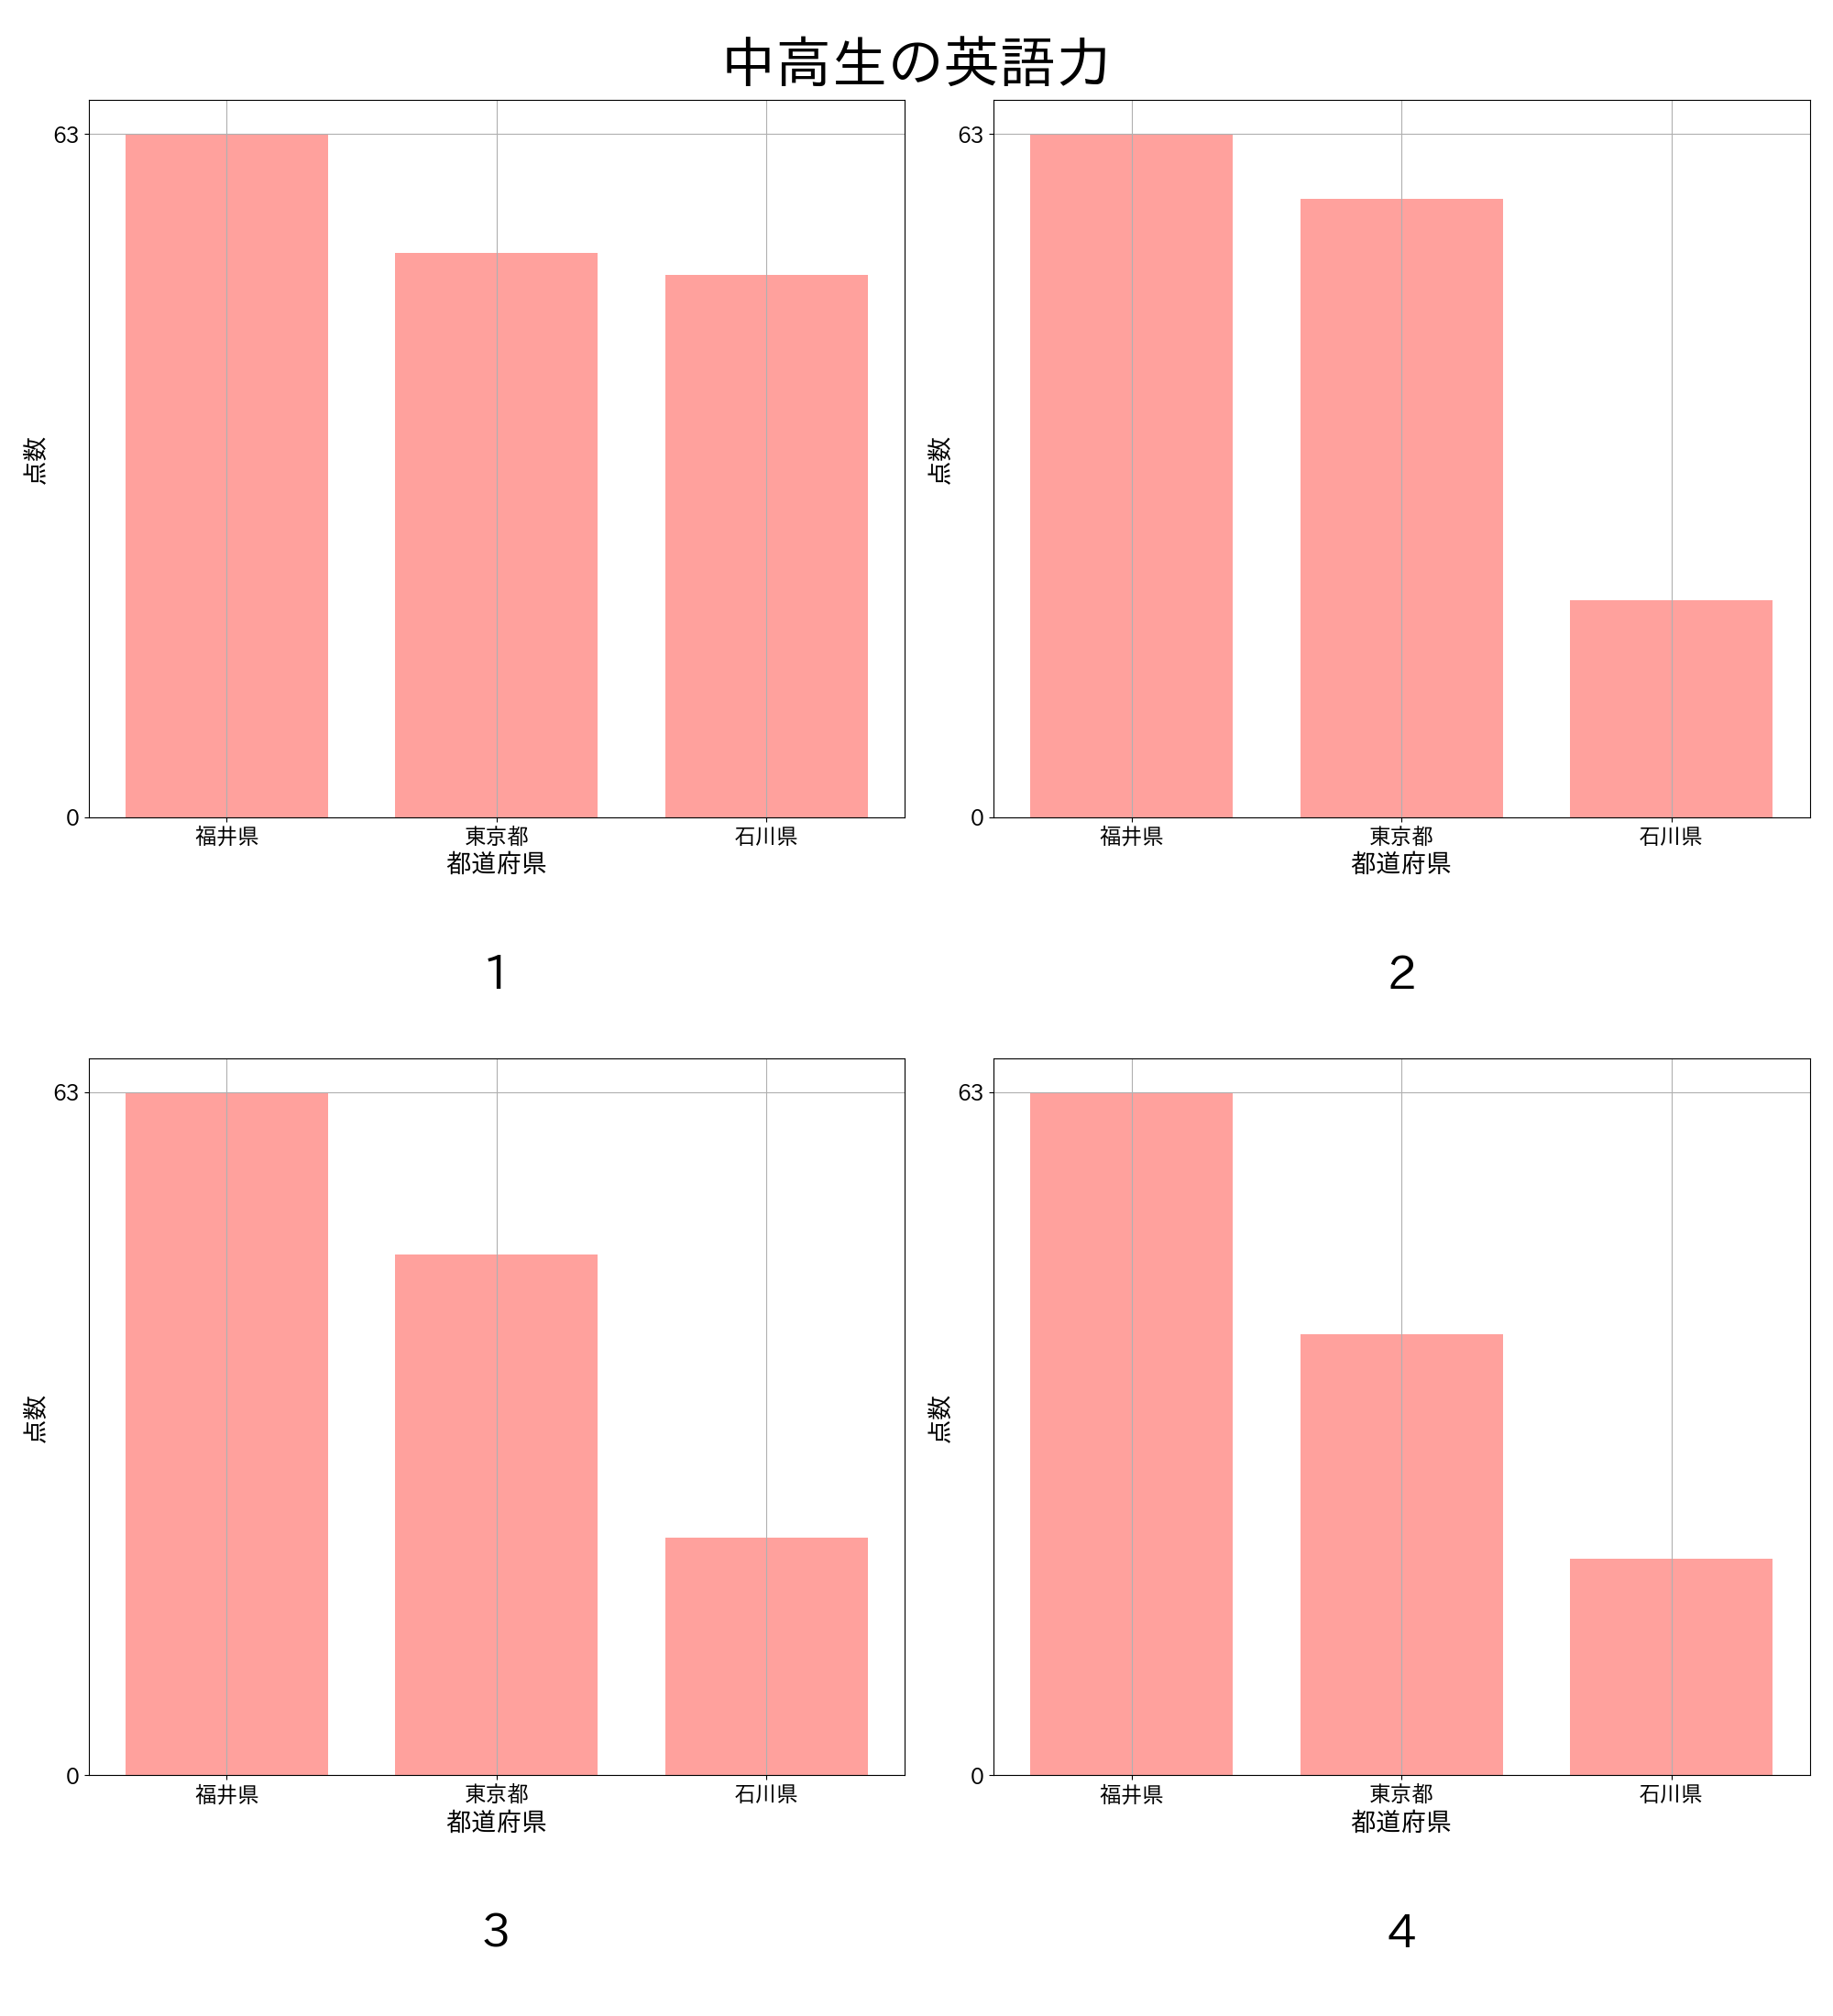 中高生の英語力
63
点数
0
福井県 東京都 石川県
都道府県
1
63
点数
0
福井県 東京都 石川県
都道府県
2
63
点数
0
福井県 東京都 石川県
都道府県
3
63
点数
0
福井県 東京都 石川県
都道府県
4